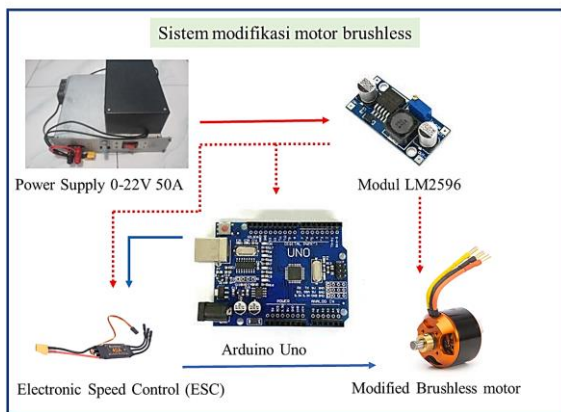 Sistem modifikasi motor brushless
Power Supply 0-22V 50A
Modul LM2596
UNO
Arduino Uno
Electronic Speed Control (ESC)
Modified Brushless motor